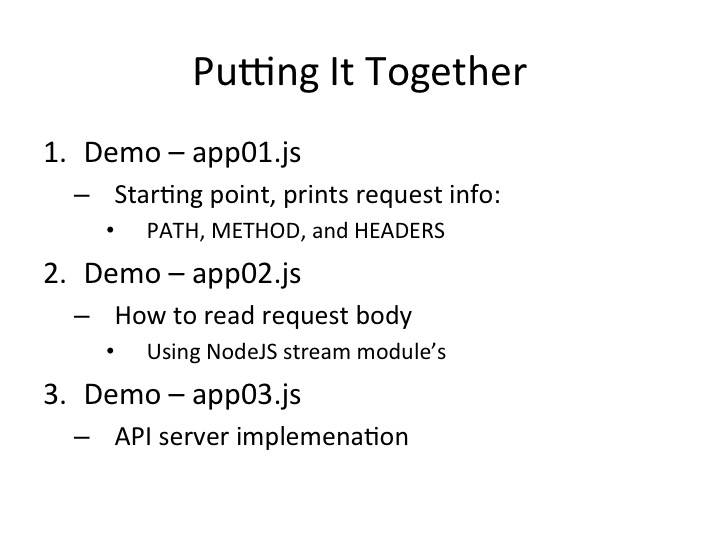 Putting It Together
1. Demo – app01.js
– Starting point, prints request info:
• PATH, METHOD, and HEADERS
2. Demo – app02.js
– How to read request body
• Using NodeJS stream module’s
3. Demo – app03.js
– API server implemenation